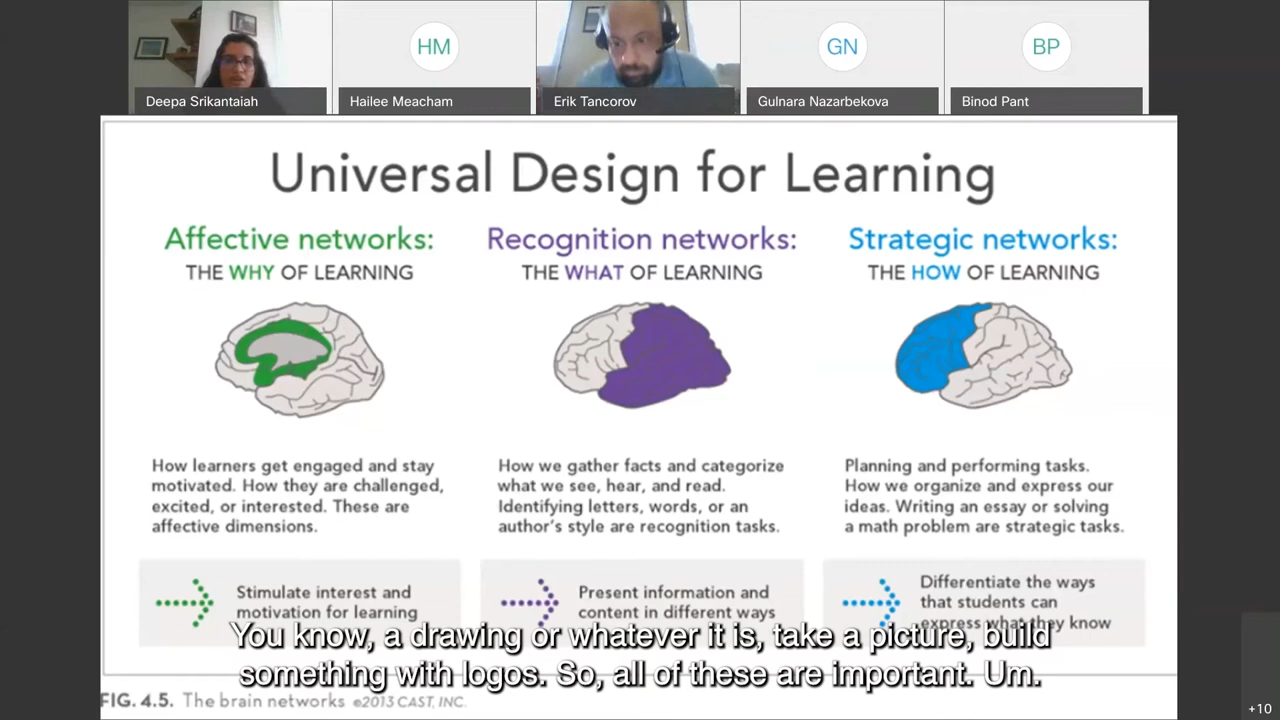 HM
GN
BP
Deepa Srikantaiah
Hailee Meacham
Erik Tancorov
Gulnara Nazarbekova
Binod Pant
Universal Design for Learning
Affective networks:
THE WHY OF LEARNING
How learners get engaged and stay
motivated. How they are challenged,
excited, or interested. These are
affective dimensions.
Stimulate interest and
motivation for learning
Recognition networks:
THE WHAT OF LEARNING
How we gather facts and categorize
what we see, hear, and read.
Identifying letters, words, or an
author's style are recognition tasks.
Present information and
content in different ways
Strategic networks:
THE HOW OF LEARNING
Planning and performing tasks.
How we organize and express our
ideas. Writing an essay or solving
a math problem are strategic tasks.
Differentiate the ways
that students can
express what they know
You know, a drawing or whatever it is, take a picture, build
something with logos. So, all of these are important. Um.
FIG. 4.5. The brain networks ©2013 CAST, INC.
+10